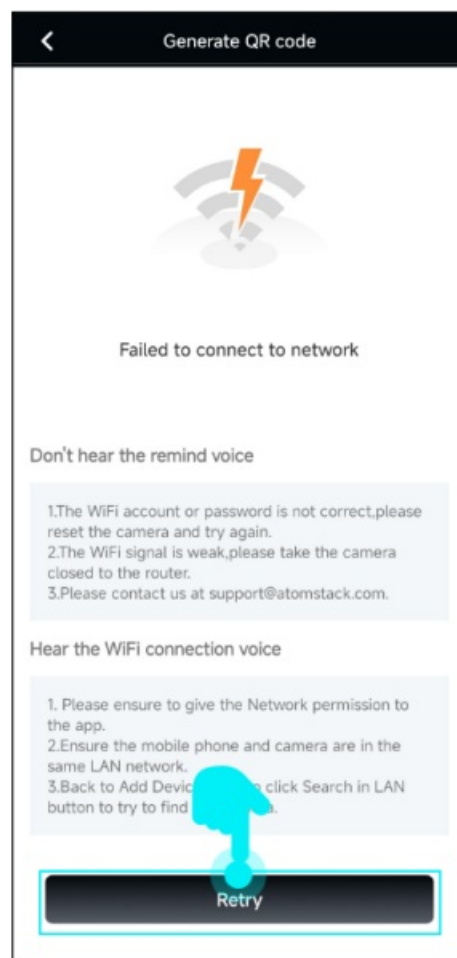 Generate QR code
Failed to connect to network
Don't hear the remind voice
1.The WiFi account or password is not correct,please
reset the camera and try again.
2.The WiFi signal is weak,please take the camera
closed to the router.
3.Please contact us at support@atomstack.com.
Hear the WiFi connection voice
1. Please ensure to give the Network permission to
the app.
2.Ensure the mobile phone and camera are in the
same LAN network.
3.Back to Add click Search in LAN
button to try to find
Retry